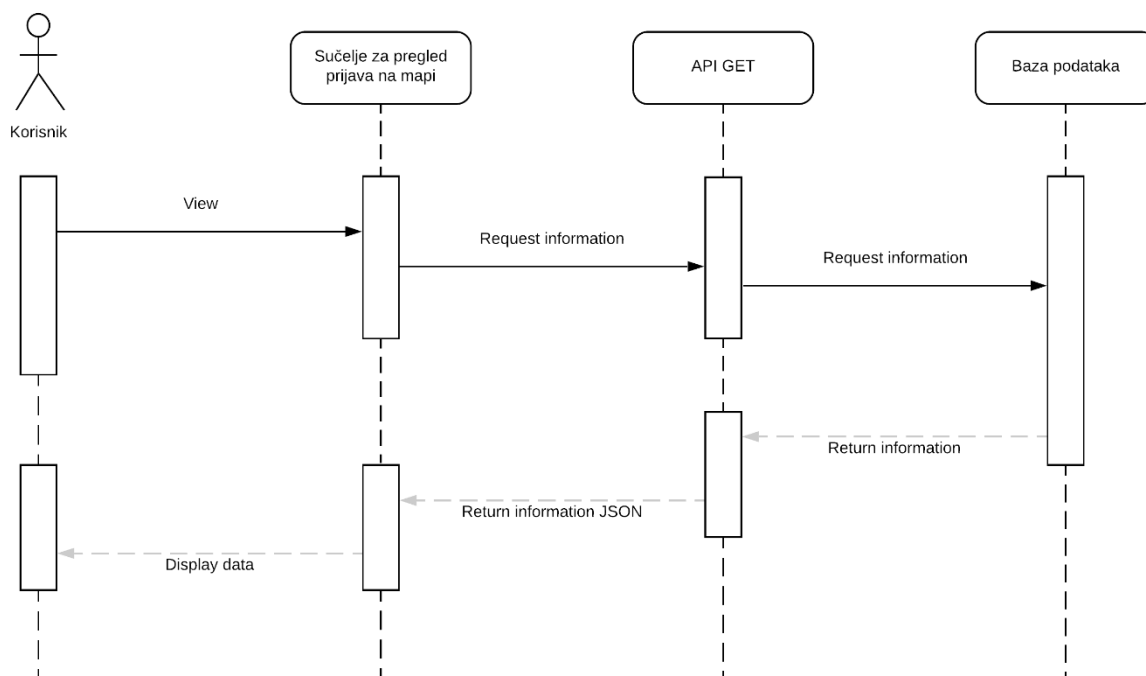 Sučelje za pregled
prijava na mapi
API GET
Baza podataka
Korisnik
View
Request information
Request information
Return information
Return information JSON
Display data